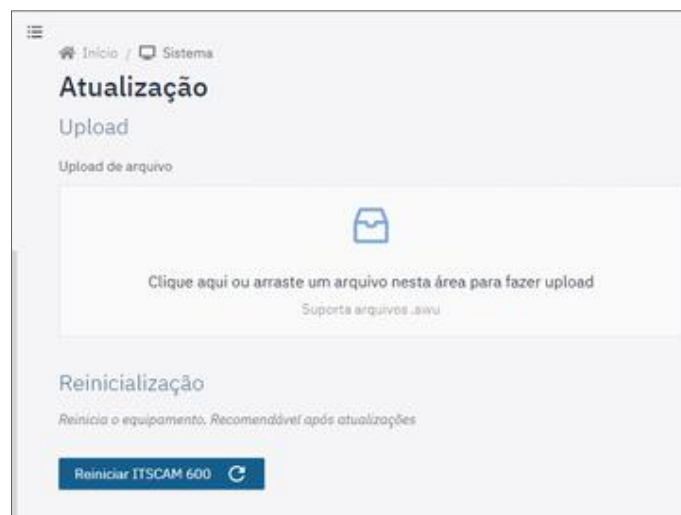 Início / Sistema
Atualização
Upload
Upload de arquivo
Clique aqui ou arraste um arquivo nesta área para fazer upload
Suporta arquivos .swu
Reinicialização
Reinicia o equipamento. Recomendável após atualizações
Reiniciar ITSCAM 600